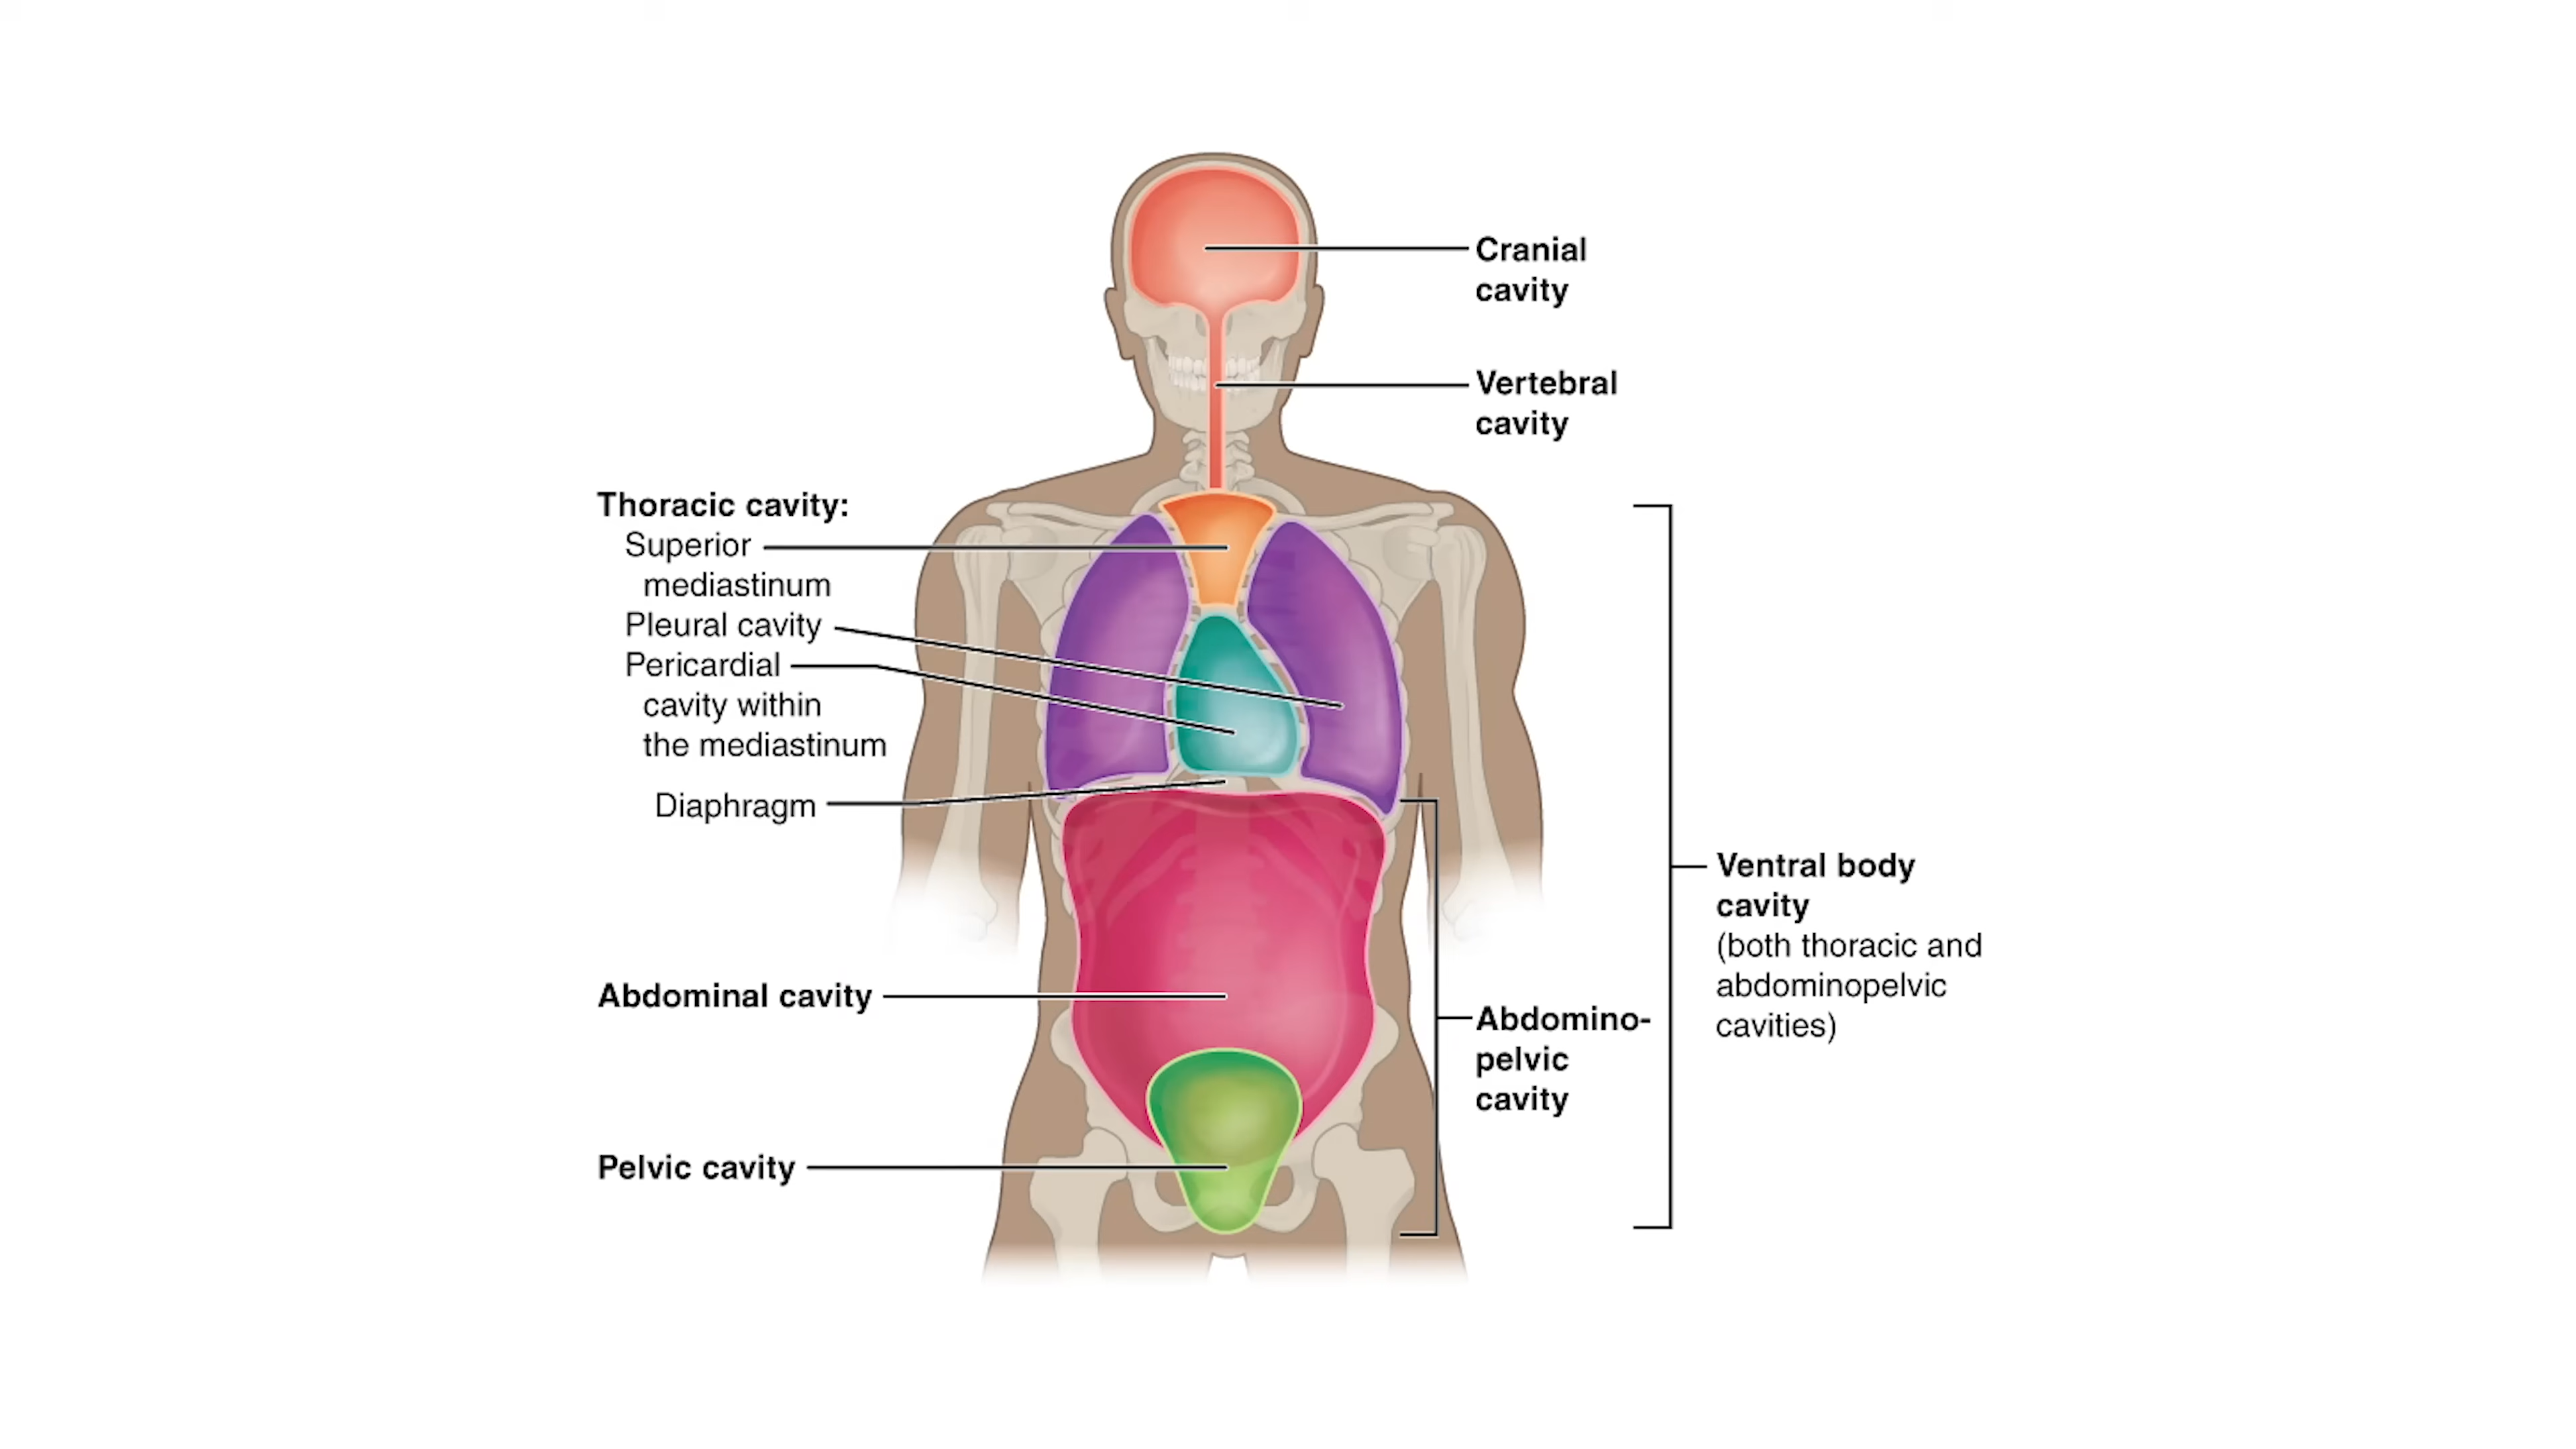 Cranial
cavity
Vertebral
cavity
Thoracic cavity:
Superior
mediastinum
Pleural cavity
Pericardial
cavity within
the mediastinum
Diaphragm
Abdominal cavity
Pelvic cavity
Abdomino-
pelvic
cavity
Ventral body
cavity
(both thoracic and
abdominopelvic
cavities)